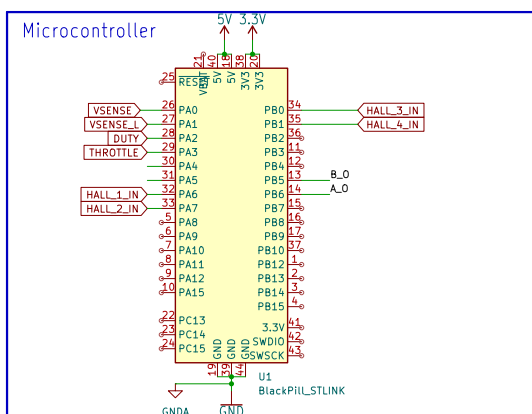 Microcontroller
5V 3.3V
21 40 18 38 20
VBAT 5V 5V 3V3 3V3
25 RESET
VSENSE 26 PA0 PB0 34 HALL_3_IN
VSENSE_L 27 PA1 PB1 35 HALL_4_IN
DUTY 28 PA2 PB2 36
THROTTLE 29 PA3 PB3 11
30 PA4 PB4 12
31 PA5 PB5 13 B_O
HALL_1_IN 32 PA6 PB6 14 A_O
HALL_2_IN 33 PA7 PB7 15
5 PA8 PB8 16
6 PA9 PB9 17
7 PA10 PB10 37
8 PA11 PB12 1
9 PA12 PB13 2
10 PA15 PB14 3
PB15 4
22 PC13 3.3V 41
23 PC14 SWDIO 42
24 PC15 SWSCK 43
GND GND GND
19 39 44
U1
BlackPill_STLINK
GNDA GND